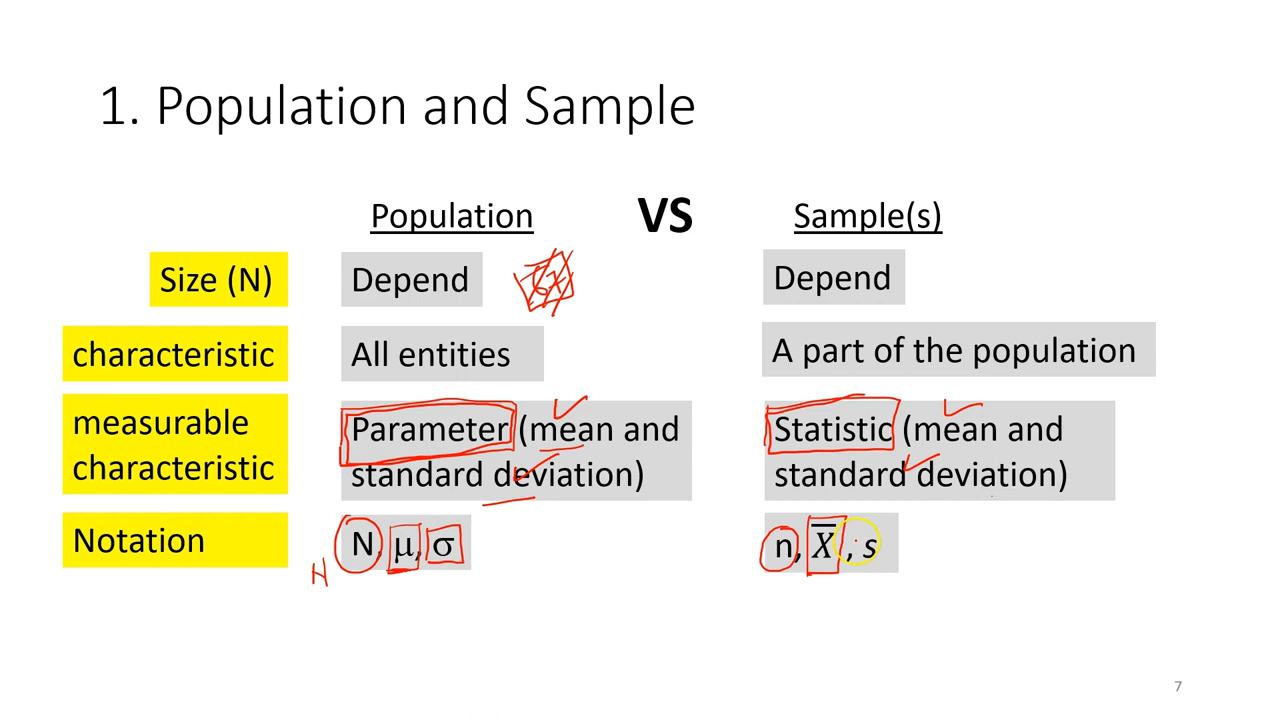 1. Population and Sample
Population VS Sample(s)
Size (N) Depend Depend
characteristic All entities A part of the population
measurable characteristic
Parameter (mean and
standard deviation)
Statistic (mean and
standard deviation)
Notation N, μ, σ n, X̅, s
N
7